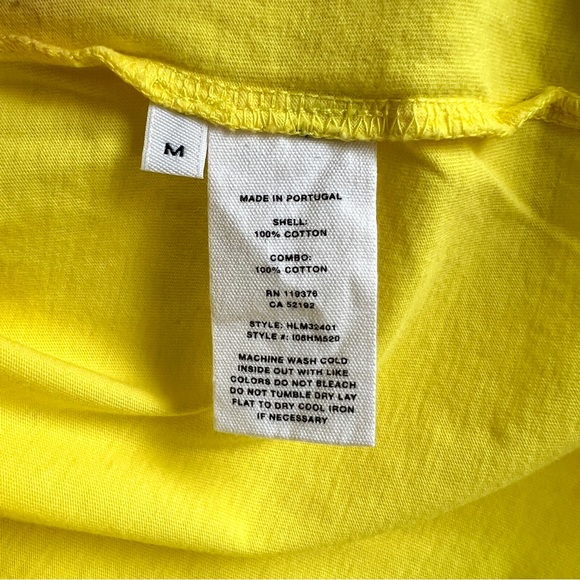 M
MADE IN PORTUGAL
SHELL:
100% COTTON
COMBO:
100% COTTON
RN 119376
CA 52192
STYLE: HLM32401
STYLE #: I06HM520
MACHINE WASH COLD
INSIDE OUT WITH LIKE
COLORS DO NOT BLEACH
DO NOT TUMBLE DRY LAY
FLAT TO DRY COOL IRON
IF NECESSARY